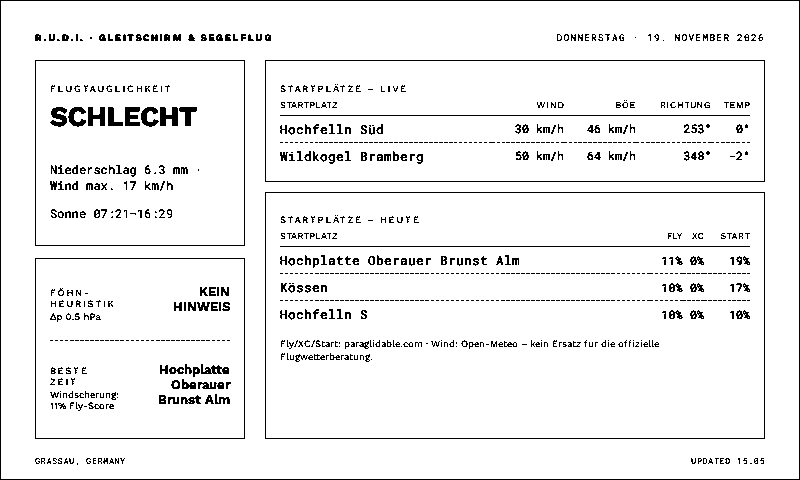 R.U.D.I. · GLEITSCHIRM & SEGELFLUG
DONNERSTAG · 19. NOVEMBER 2026
FLUGTAUGLICHKEIT
SCHLECHT
Niederschlag 6.3 mm ·
Wind max. 17 km/h
Sonne 07:21–16:29
FÖHN-
HEURISTIK
Δp 0.5 hPa
KEIN
HINWEIS
BESTE
ZEIT
Windscherung:
11% Fly-Score
Hochplatte
Oberauer
Brunst Alm
STARTPLÄTZE – LIVE
STARTPLATZ WIND BÖE RICHTUNG TEMP
Hochfelln Süd 30 km/h 46 km/h 253° 0°
Wildkogel Bramberg 50 km/h 64 km/h 348° -2°
STARTPLÄTZE – HEUTE
STARTPLATZ FLY XC START
Hochplatte Oberauer Brunst Alm 11% 0% 19%
Kössen 10% 0% 17%
Hochfelln S 10% 0% 10%
Fly/XC/Start: paraglidable.com · Wind: Open-Meteo – kein Ersatz für die offizielle
Flugwetterberatung.
GRASSAU, GERMANY
UPDATED 15.05